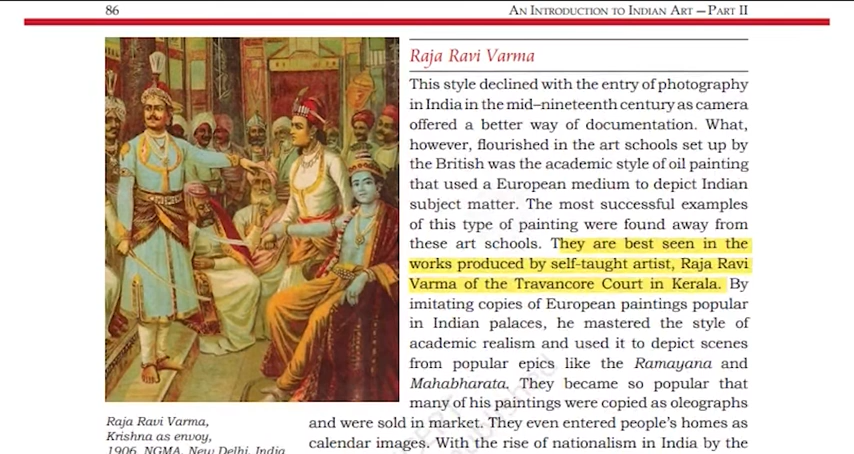 86
An Introduction to Indian Art — Part II
Raja Ravi Varma
This style declined with the entry of photography
in India in the mid–nineteenth century as camera
offered a better way of documentation. What,
however, flourished in the art schools set up by
the British was the academic style of oil painting
that used a European medium to depict Indian
subject matter. The most successful examples
of this type of painting were found away from
these art schools. They are best seen in the
works produced by self-taught artist, Raja Ravi
Varma of the Travancore Court in Kerala. By
imitating copies of European paintings popular
in Indian palaces, he mastered the style of
academic realism and used it to depict scenes
from popular epics like the Ramayana and
Mahabharata. They became so popular that
many of his paintings were copied as oleographs
and were sold in market. They even entered people's homes as
calendar images. With the rise of nationalism in India by the
Raja Ravi Varma,
Krishna as envoy,
1906, NGMA, New Delhi, India